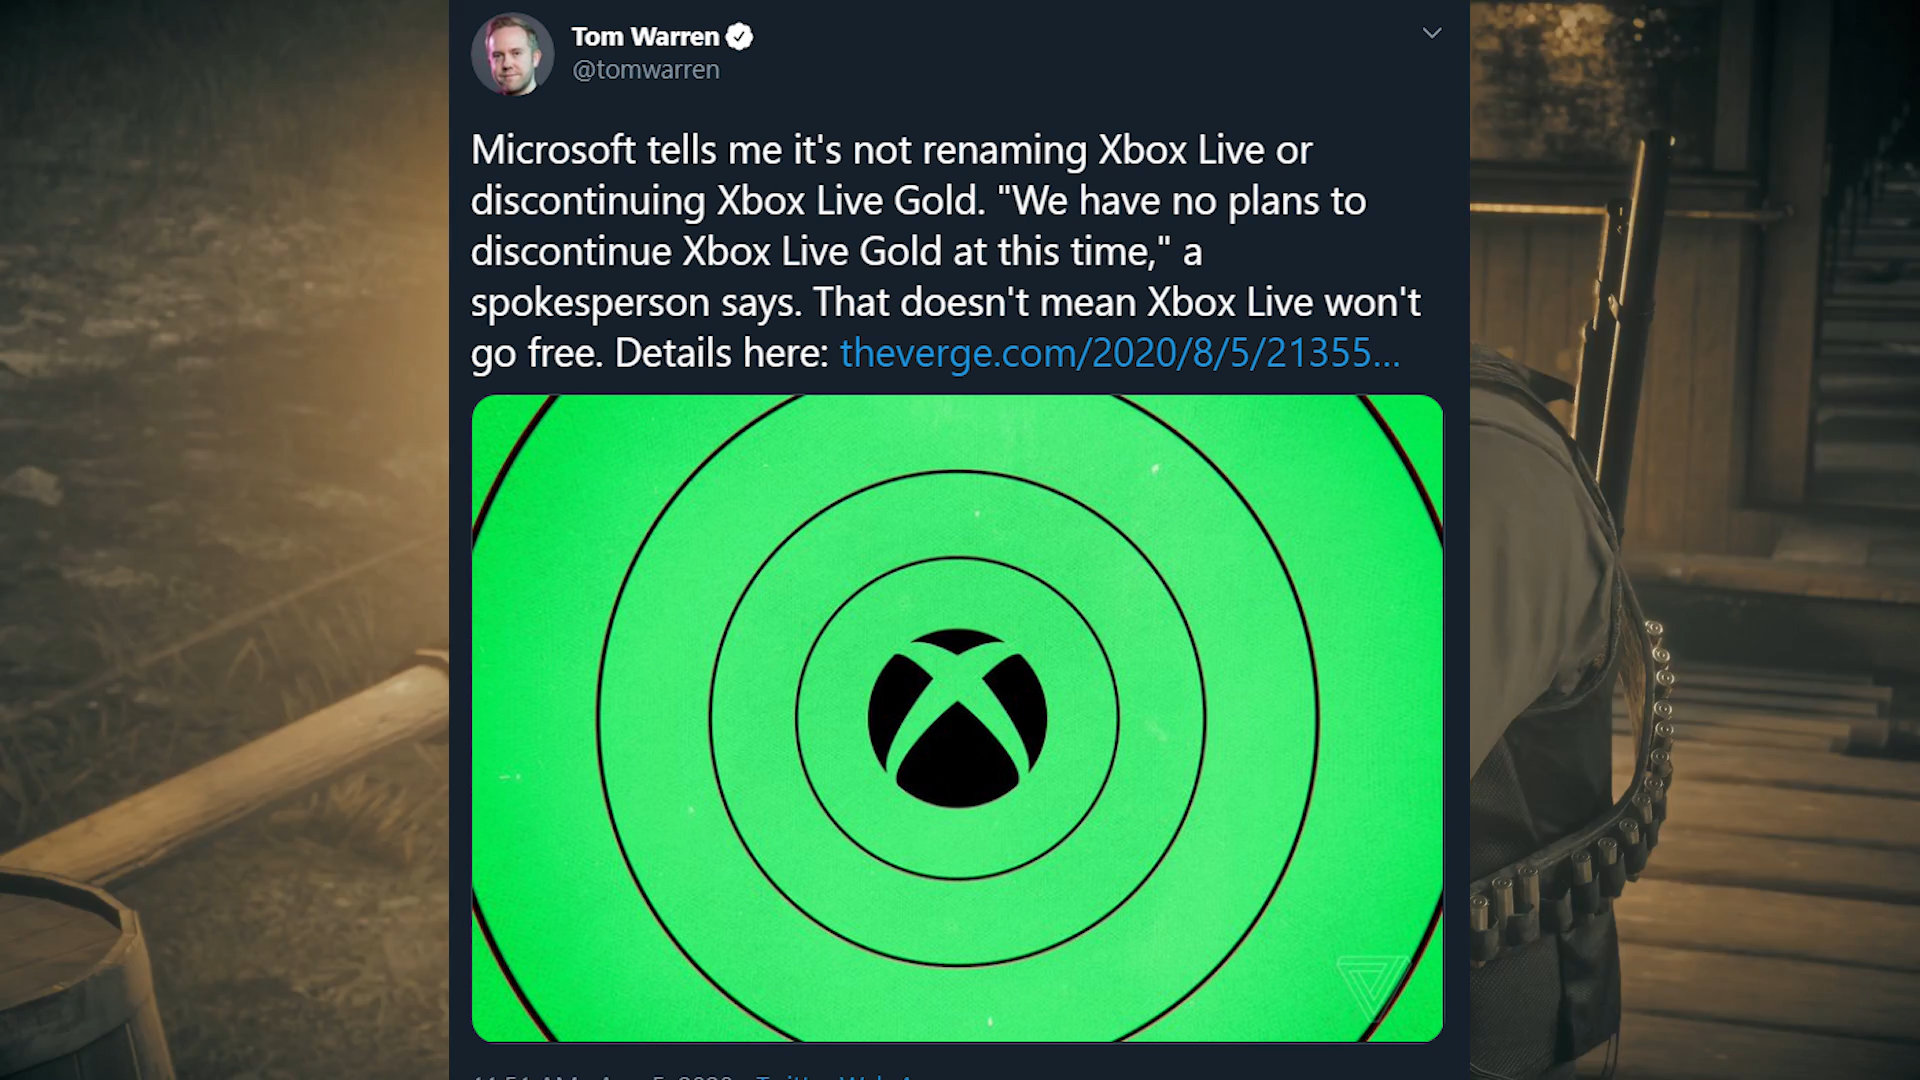 Tom Warren
@tomwarren
Microsoft tells me it's not renaming Xbox Live or
discontinuing Xbox Live Gold. "We have no plans to
discontinue Xbox Live Gold at this time," a
spokesperson says. That doesn't mean Xbox Live won't
go free. Details here: theverge.com/2020/8/5/21355...